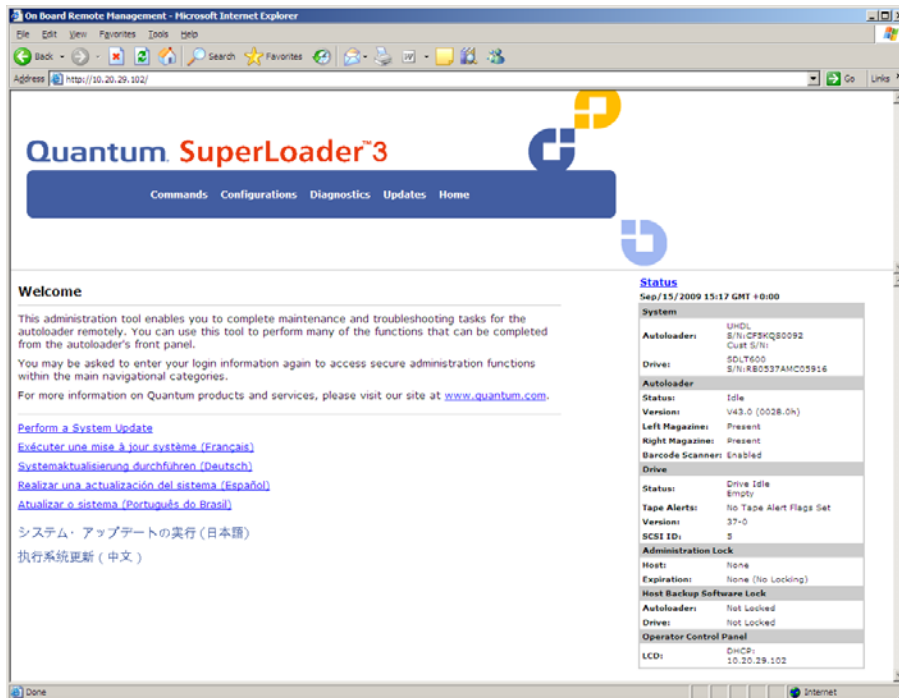 On Board Remote Management - Microsoft Internet Explorer
File Edit View Favorites Tools Help
Back Search Favorites
Address http://10.20.29.102/ Go Links
Quantum. SuperLoader™3
Commands Configurations Diagnostics Updates Home
Welcome
This administration tool enables you to complete maintenance and troubleshooting tasks for the
autoloader remotely. You can use this tool to perform many of the functions that can be completed
from the autoloader's front panel.
You may be asked to enter your login information again to access secure administration functions
within the main navigational categories.
For more information on Quantum products and services, please visit our site at www.quantum.com.
Perform a System Update
Exécuter une mise à jour système (Français)
Systemaktualisierung durchführen (Deutsch)
Realizar una actualización del sistema (Español)
Atualizar o sistema (Português do Brasil)
システム・アップデートの実行 (日本語)
执行系统更新 ( 中文 )
Status
Sep/15/2009 15:17 GMT +0:00
System
Autoloader: UHDL
S/N:CF5KQS0092
Cust S/N:
Drive: SDLT600
S/N:RB0537AMC05916
Autoloader
Status: Idle
Version: V43.0 (0028.0h)
Left Magazine: Present
Right Magazine: Present
Barcode Scanner: Enabled
Drive
Status: Drive Idle
Empty
Tape Alerts: No Tape Alert Flags Set
Version: 37-0
SCSI ID: 5
Administration Lock
Host: None
Expiration: None (No Locking)
Host Backup Software Lock
Autoloader: Not Locked
Drive: Not Locked
Operator Control Panel
LCD: DHCP:
10.20.29.102
Done Internet